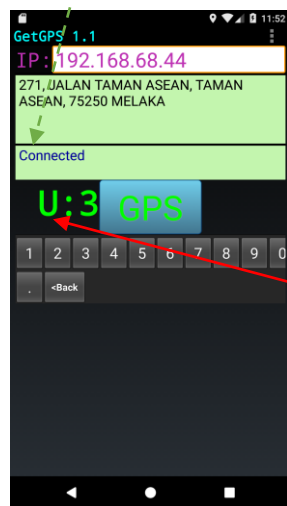 11:52
GetGPS 1.1
IP: 192.168.68.44
271, JALAN TAMAN ASEAN, TAMAN
ASEAN, 75250 MELAKA
Connected
U:3 GPS
1 2 3 4 5 6 7 8 9 0
. <Back